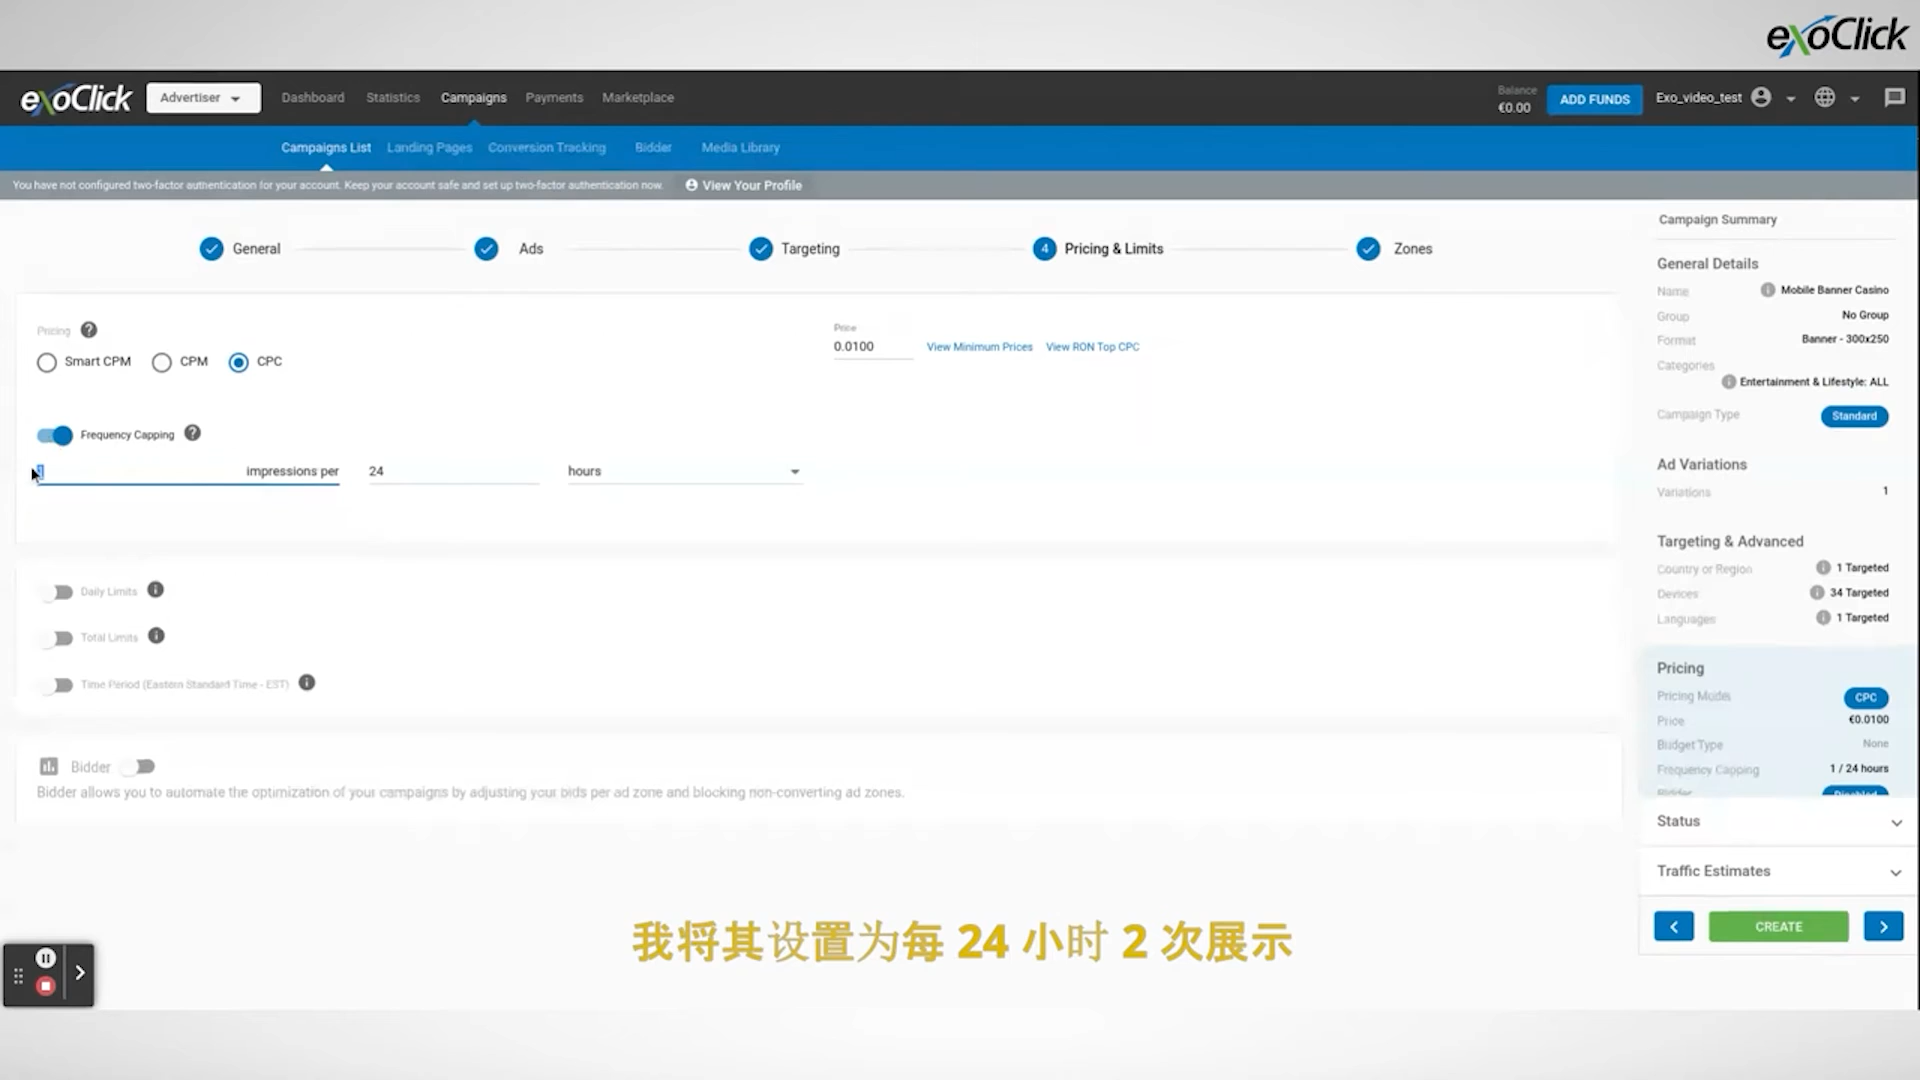 exoClick
exoClick
Advertiser
Dashboard
Statistics
Campaigns
Payments
Marketplace
Balance
€0.00
ADD FUNDS
Exo_video_test
Campaigns List
Landing Pages
Conversion Tracking
Bidder
Media Library
You have not configured two-factor authentication for your account. Keep your account safe and set up two-factor authentication now.
View Your Profile
General
Ads
Targeting
4 Pricing & Limits
Zones
Pricing
Smart CPM
CPM
CPC
Price
0.0100
View Minimum Prices
View RON Top CPC
Frequency Capping
1 impressions per
24
hours
Daily Limits
Total Limits
Time Period (Eastern Standard Time - EST)
Bidder
Bidder allows you to automate the optimization of your campaigns by adjusting your bids per ad zone and blocking non-converting ad zones.
Campaign Summary
General Details
Name Mobile Banner Casino
Group No Group
Format Banner - 300x250
Categories
Entertainment & Lifestyle: ALL
Campaign Type Standard
Ad Variations
Variations 1
Targeting & Advanced
Country or Region 1 Targeted
Devices 34 Targeted
Languages 1 Targeted
Pricing
Pricing Model CPC
Price €0.0100
Budget Type None
Frequency Capping 1 / 24 hours
Bidder Disabled
Status
Traffic Estimates
CREATE
我将其设置为每 24 小时 2 次展示